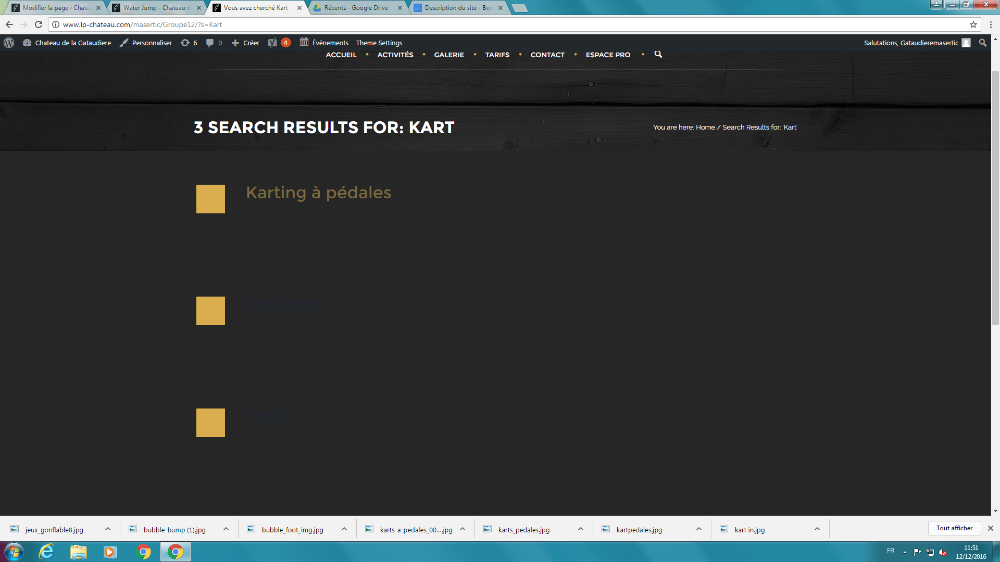 Modifier la page ‹ Chate
Water Jump - Chateau de
Vous avez cherché Kart -
Récents - Google Drive
Description du site - Ben
www.lp-chateau.com/masertic/Groupe12/?s=Kart
Chateau de la Gataudiere
Personnaliser
6
0
Créer
4
Évènements
Theme Settings
Salutations, Gataudieremasertic
ACCUEIL • ACTIVITÉS • GALERIE • TARIFS • CONTACT • ESPACE PRO •
3 SEARCH RESULTS FOR: KART
You are here: Home / Search Results for: 'Kart'
Karting à pédales
Activités
Tarifs
jeux_gonflable8.jpg
bubble-bump (1).jpg
bubble_foot_img.jpg
karts-a-pedales_00....jpg
karts_pedales.jpg
kartpedales.jpg
kart in.jpg
Tout afficher
FR
11:51
12/12/2016